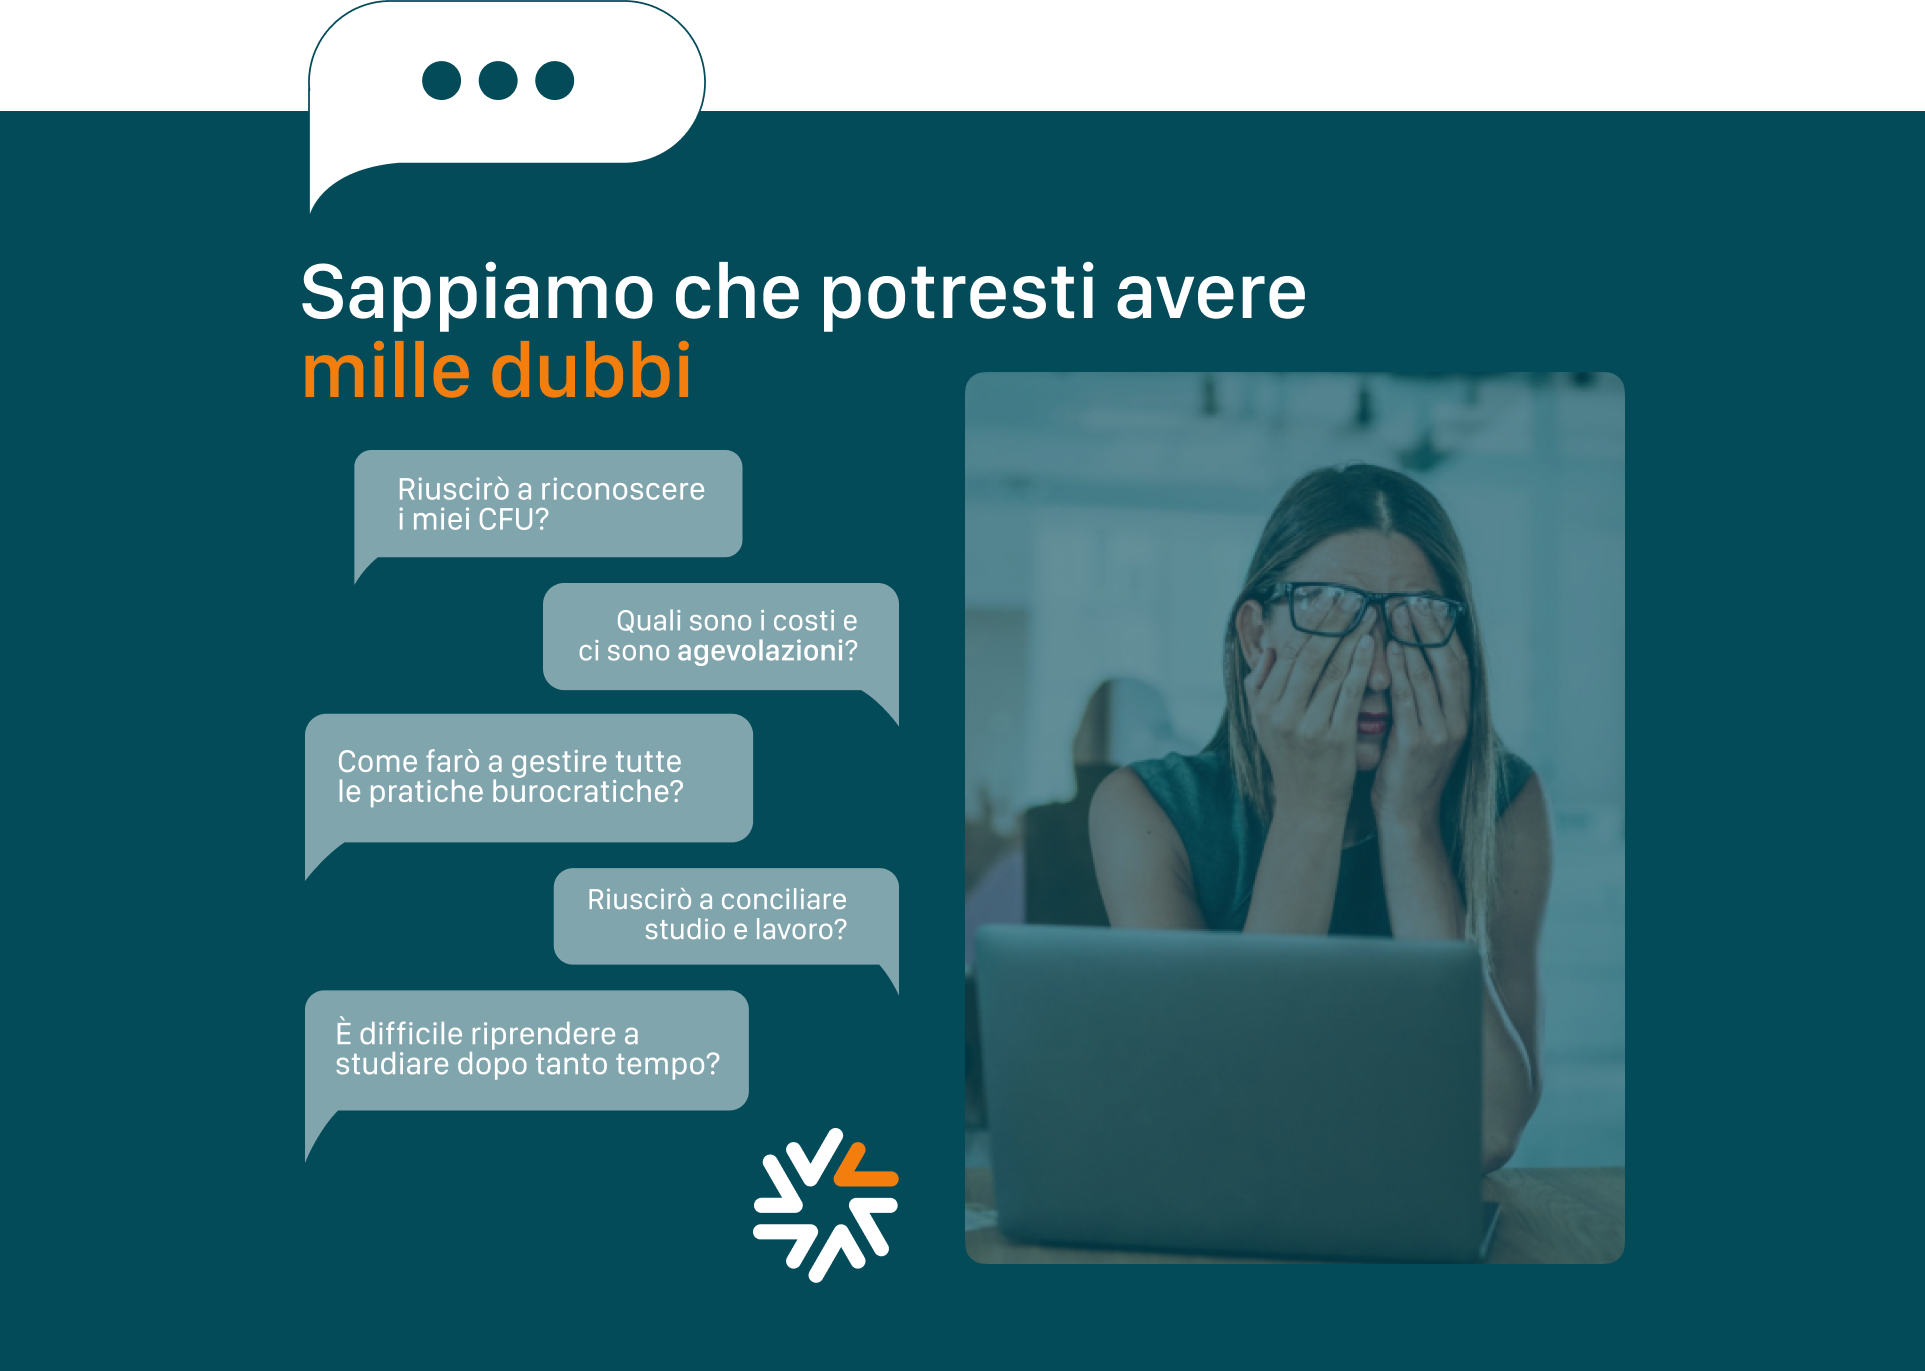 Sappiamo che potresti avere
mille dubbi
Riuscirò a riconoscere
i miei CFU?
Quali sono i costi e
ci sono agevolazioni?
Come farò a gestire tutte
le pratiche burocratiche?
Riuscirò a conciliare
studio e lavoro?
È difficile riprendere a
studiare dopo tanto tempo?